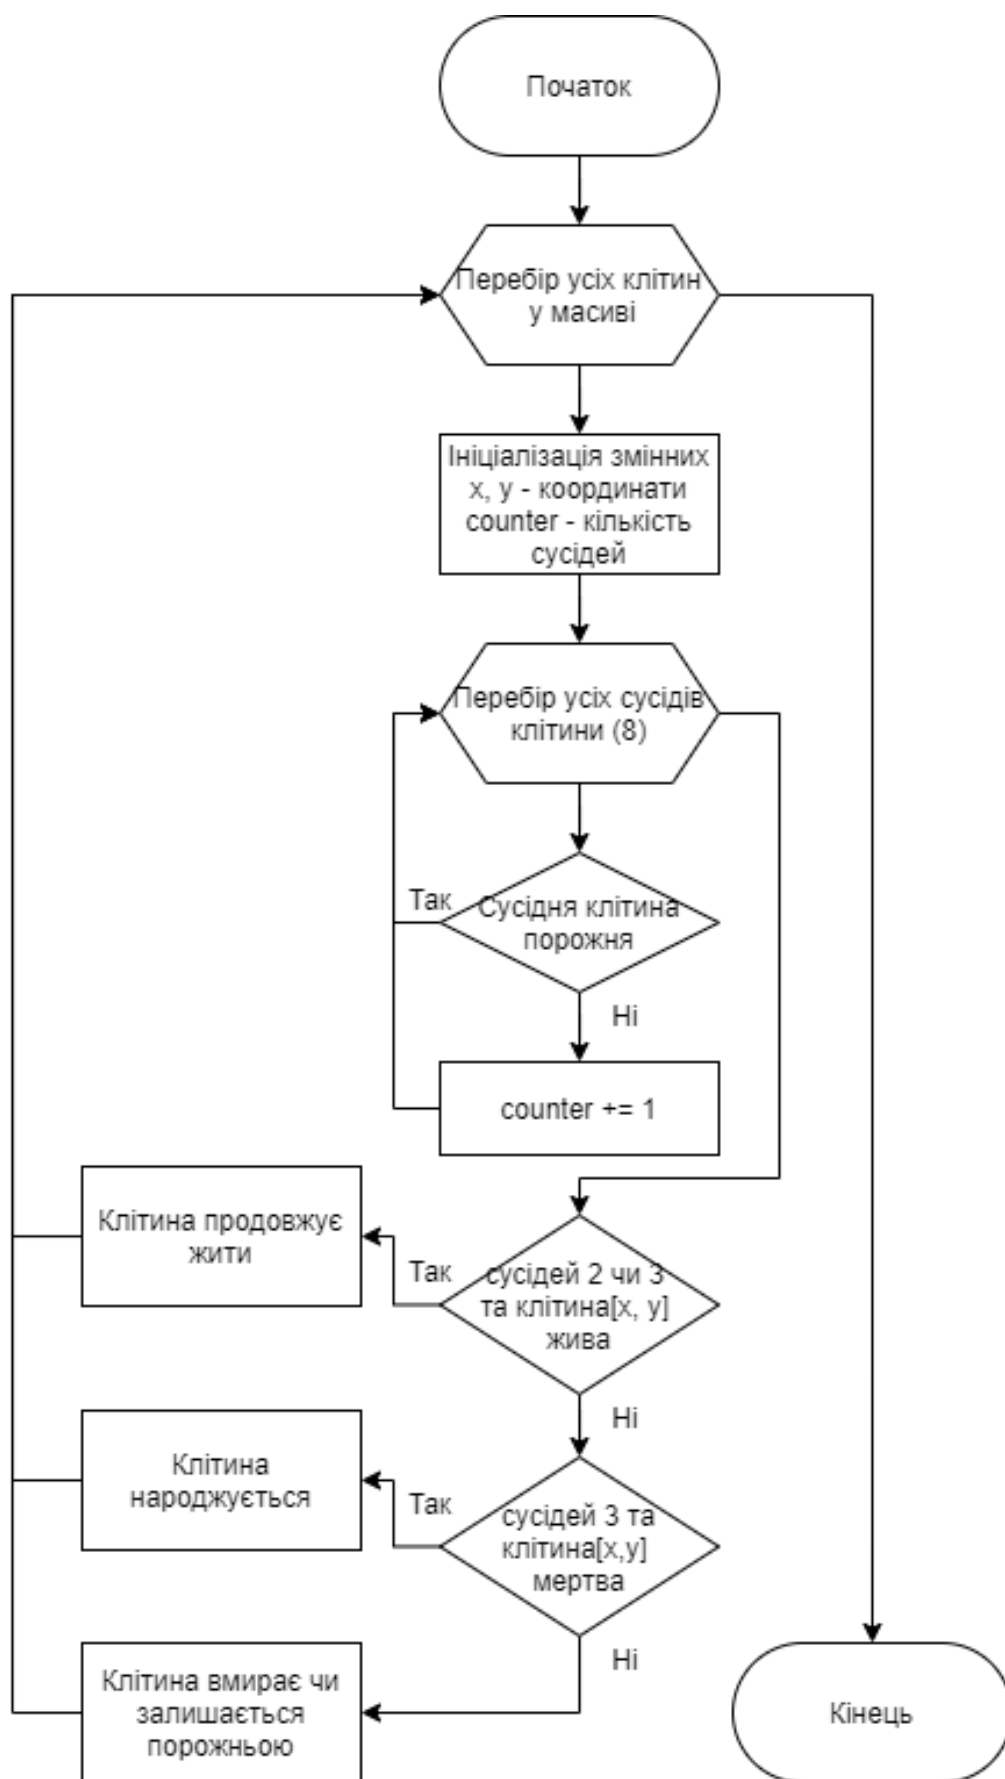 Початок
Перебір усіх клітин
у масиві
Ініціалізація змінних
x, y - координати
counter - кількість
сусідей
Перебір усіх сусідів
клітини (8)
Так
Сусідня клітина
порожня
Ні
counter += 1
Клітина продовжує
жити
Так
сусідей 2 чи 3
та клітина[x, y]
жива
Ні
Клітина
народжується
Так
сусідей 3 та
клітина[x,y]
мертва
Ні
Клітина вмирає чи
залишається
порожньою
Кінець